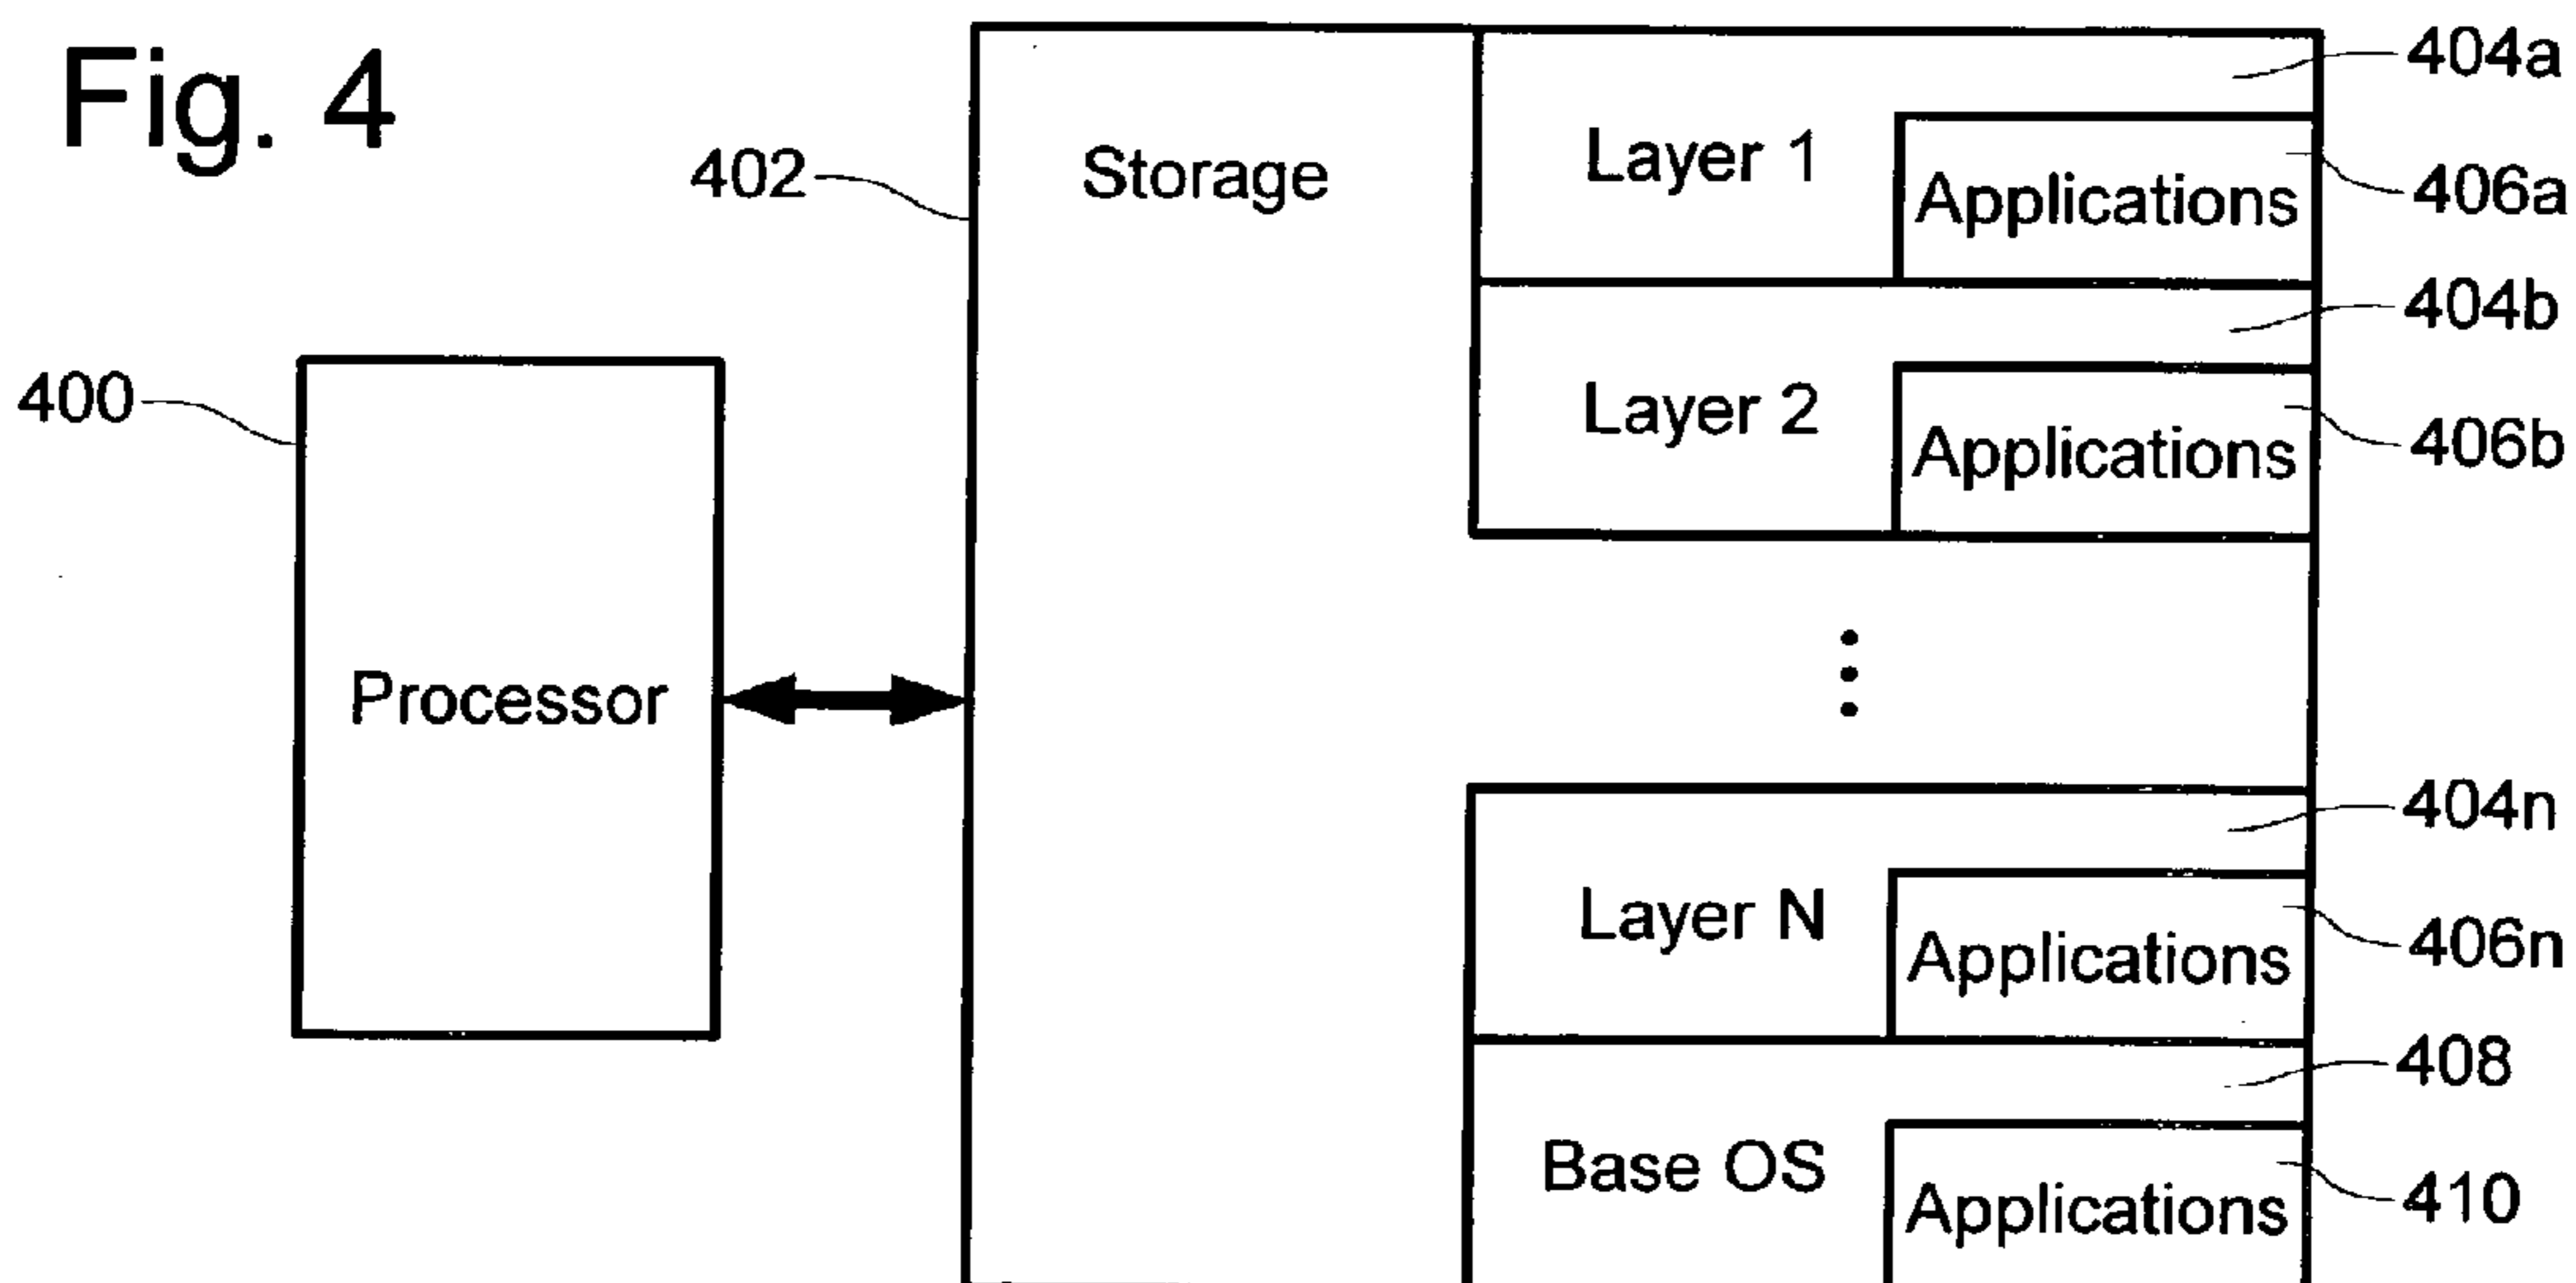 Fig. 4
404a
402
Storage
Layer 1
Applications
406a
404b
400
Layer 2
Applications
406b
Processor
404n
Layer N
Applications
406n
408
Base OS
Applications
410